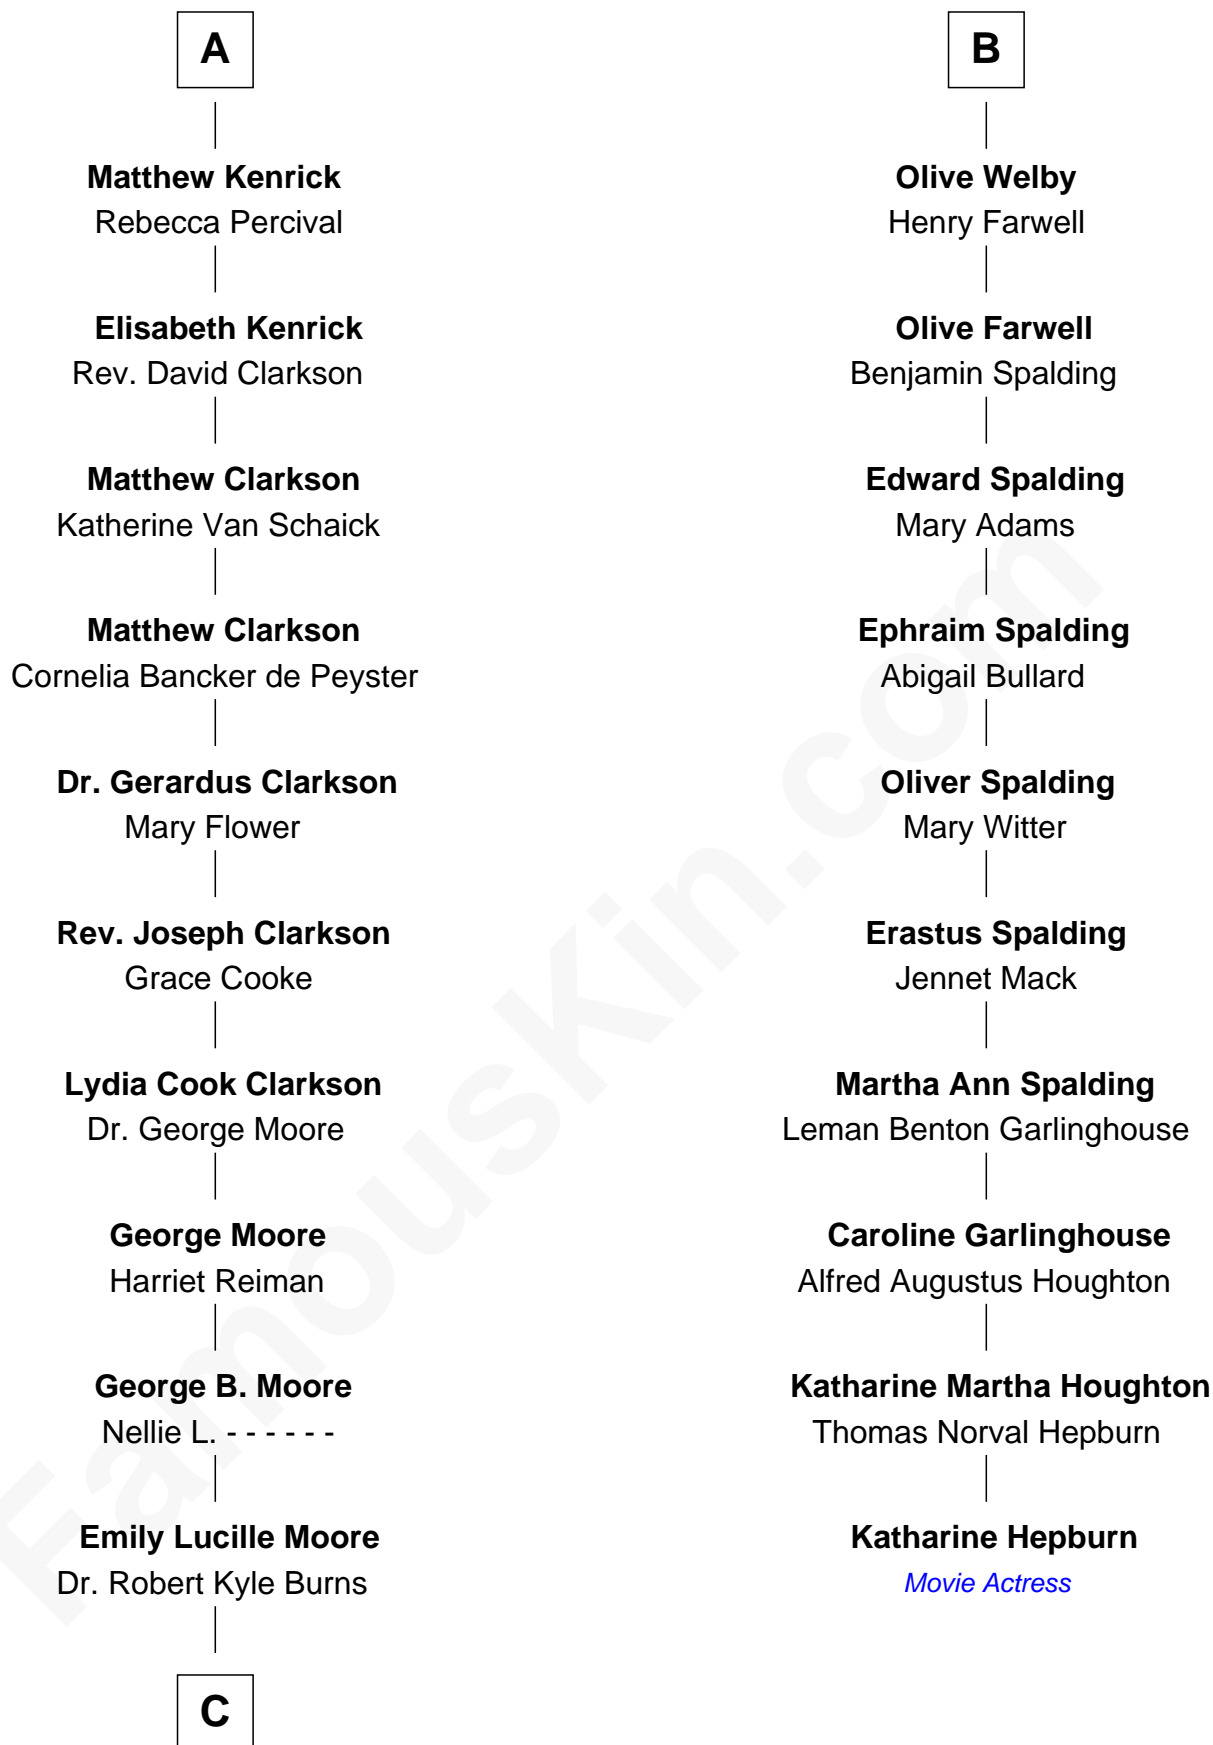 A
Matthew Kenrick
Rebecca Percival
Elisabeth Kenrick
Rev. David Clarkson
Matthew Clarkson
Katherine Van Schaick
Matthew Clarkson
Cornelia Bancker de Peyster
Dr. Gerardus Clarkson
Mary Flower
Rev. Joseph Clarkson
Grace Cooke
Lydia Cook Clarkson
Dr. George Moore
George Moore
Harriet Reiman
George B. Moore
Nellie L. - - - - - -
Emily Lucille Moore
Dr. Robert Kyle Burns
C
B
Olive Welby
Henry Farwell
Olive Farwell
Benjamin Spalding
Edward Spalding
Mary Adams
Ephraim Spalding
Abigail Bullard
Oliver Spalding
Mary Witter
Erastus Spalding
Jennet Mack
Martha Ann Spalding
Leman Benton Garlinghouse
Caroline Garlinghouse
Alfred Augustus Houghton
Katharine Martha Houghton
Thomas Norval Hepburn
Katharine Hepburn
Movie Actress
FamousKin.com